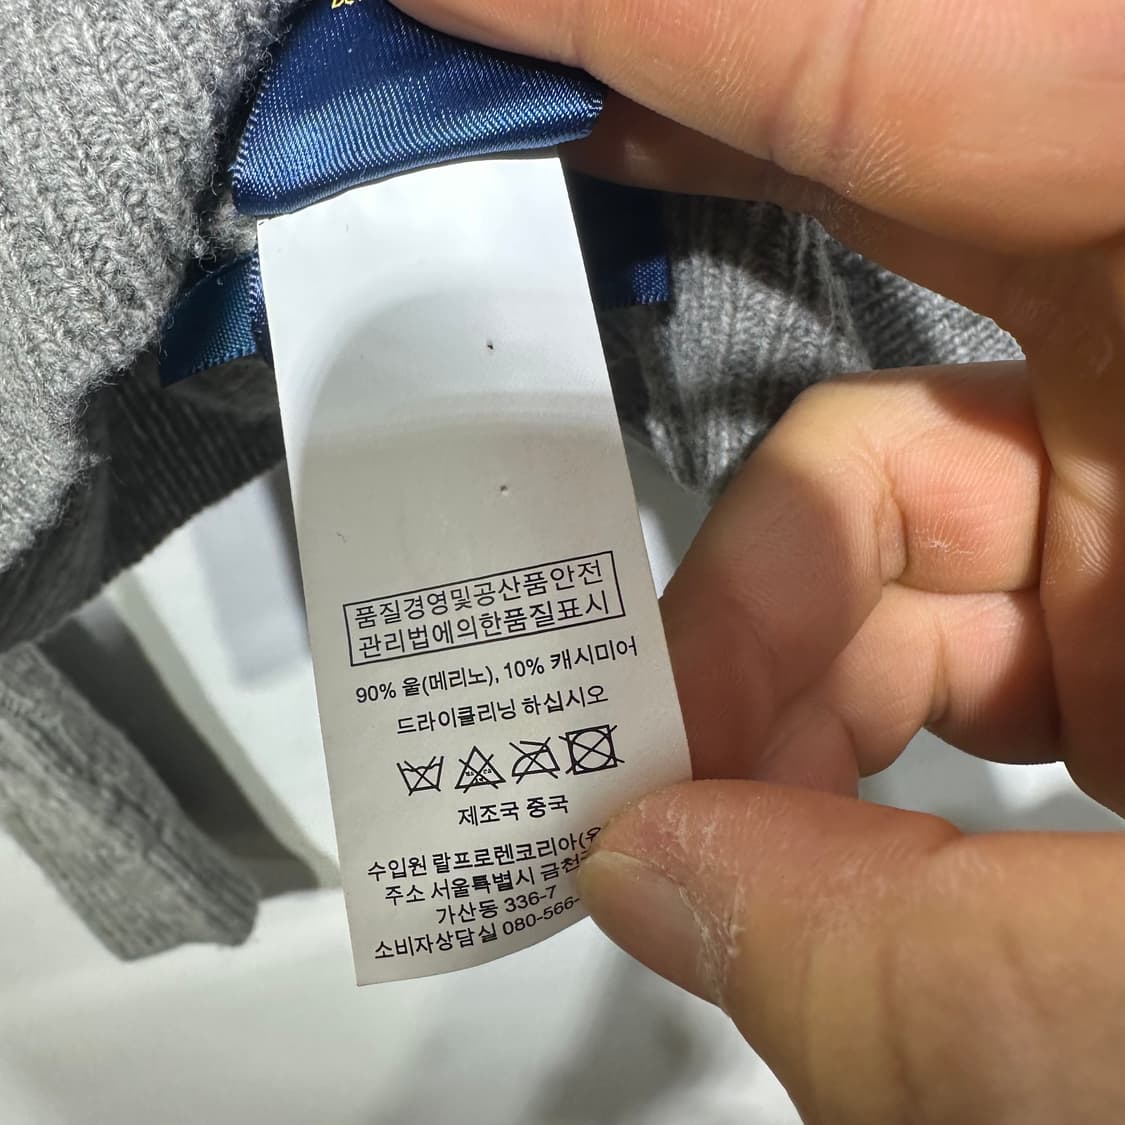 품질경영및공산품안전
관리법에의한품질표시
90% 울(메리노), 10% 캐시미어
드라이클리닝 하십시오
제조국 중국
수입원 랄프로렌코리아(유
주소 서울특별시 금천
가산동 336-7
소비자상담실 080-566-